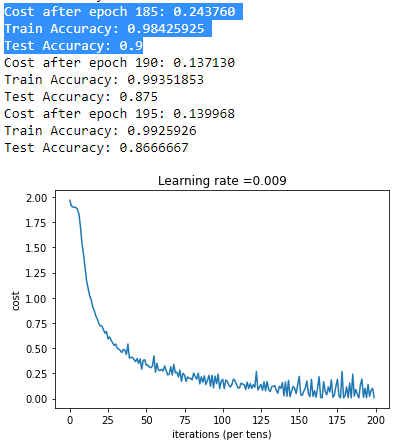 Cost after epoch 185: 0.243760
Train Accuracy: 0.98425925
Test Accuracy: 0.9
Cost after epoch 190: 0.137130
Train Accuracy: 0.99351853
Test Accuracy: 0.875
Cost after epoch 195: 0.139968
Train Accuracy: 0.9925926
Test Accuracy: 0.8666667
Learning rate =0.009
2.00
1.75
1.50
1.25
1.00
0.75
0.50
0.25
0.00
cost
0 25 50 75 100 125 150 175 200
iterations (per tens)